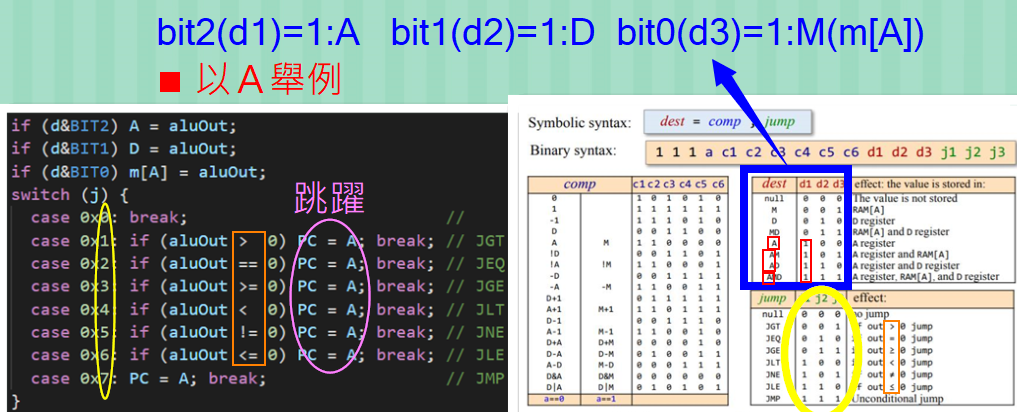 bit2(d1)=1:A bit1(d2)=1:D bit0(d3)=1:M(m[A])
■ 以A舉例
if (d&BIT2) A = aluOut;
if (d&BIT1) D = aluOut;
if (d&BIT0) m[A] = aluOut;
switch (j) {
case 0x0: break; //
case 0x1: if (aluOut > 0) PC = A; break; // JGT
case 0x2: if (aluOut == 0) PC = A; break; // JEQ
case 0x3: if (aluOut >= 0) PC = A; break; // JGE
case 0x4: if (aluOut < 0) PC = A; break; // JLT
case 0x5: if (aluOut != 0) PC = A; break; // JNE
case 0x6: if (aluOut <= 0) PC = A; break; // JLE
case 0x7: PC = A; break; // JMP
}
跳躍
Symbolic syntax: dest = comp ; jump
Binary syntax: 1 1 1 a c1 c2 c3 c4 c5 c6 d1 d2 d3 j1 j2 j3
comp c1 c2 c3 c4 c5 c6
0 1 0 1 0 1 0
1 1 1 1 1 1 1
-1 1 1 1 0 1 0
D 0 0 1 1 0 0
A M 1 1 0 0 0 0
!D 0 0 1 1 0 1
!A !M 1 1 0 0 0 1
-D 0 0 1 1 1 1
-A -M 1 1 0 0 1 1
D+1 0 1 1 1 1 1
A+1 M+1 1 1 0 1 1 1
D-1 0 0 1 1 1 0
A-1 M-1 1 1 0 0 1 0
D+A D+M 0 0 0 0 1 0
D-A D-M 0 1 0 0 1 1
A-D M-D 0 0 0 1 1 1
D&A D&M 0 0 0 0 0 0
D|A D|M 0 1 0 1 0 1
a==0 a==1
dest d1 d2 d3 effect: the value is stored in:
null 0 0 0 The value is not stored
M 0 0 1 RAM[A]
D 0 1 0 D register
MD 0 1 1 RAM[A] and D register
A 1 0 0 A register
AM 1 0 1 A register and RAM[A]
AD 1 1 0 A register and D register
AMD 1 1 1 A register, RAM[A], and D register
jump j2 effect:
null 0 0 0 no jump
JGT 0 0 1 if out > 0 jump
JEQ 0 1 0 if out = 0 jump
JGE 0 1 1 if out ≥ 0 jump
JLT 1 0 0 if out < 0 jump
JNE 1 0 1 if out ≠ 0 jump
JLE 1 1 0 if out ≤ 0 jump
JMP 1 1 1 Unconditional jump